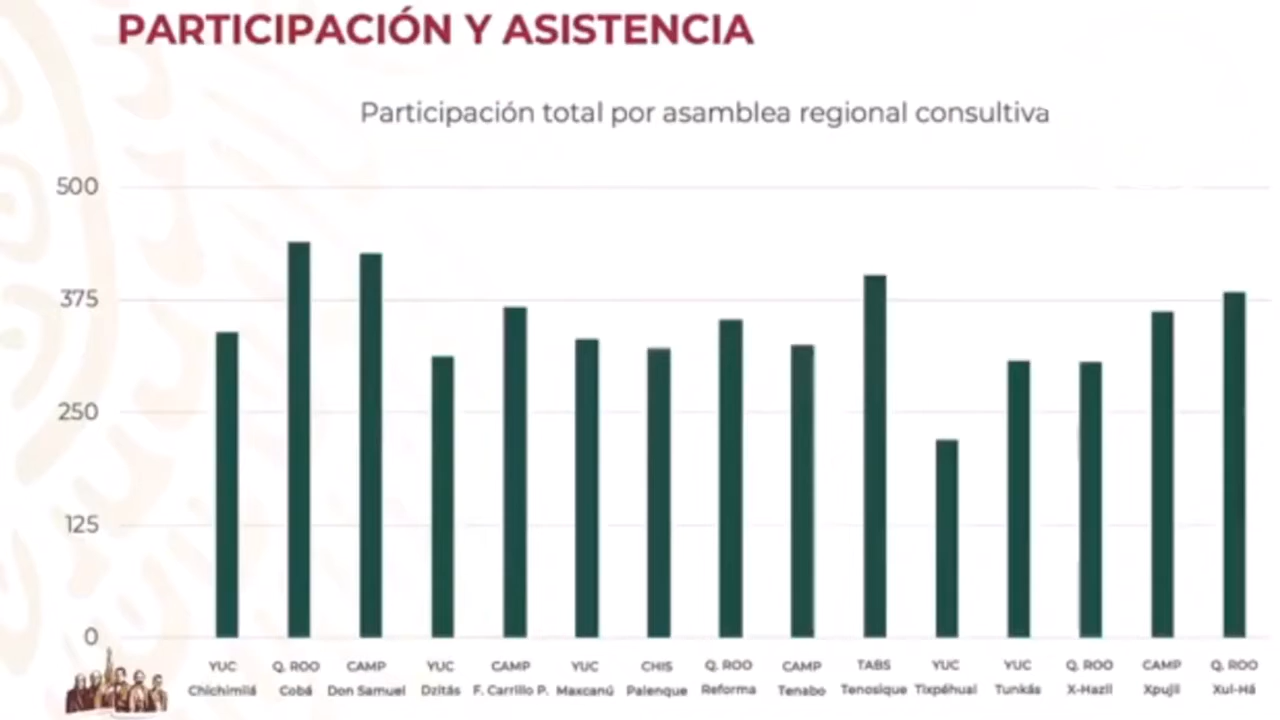 PARTICIPACIÓN Y ASISTENCIA
Participación total por asamblea regional consultiva
500
375
250
125
0
YUC Q. ROO CAMP YUC CAMP YUC CHIS Q. ROO CAMP TABS YUC YUC Q. ROO CAMP Q. ROO
Chichimilá Cobá Don Samuel Dzitás F. Carrillo P. Maxcanú Palenque Reforma Tenabo Tenosique Tixpéhual Tunkás X-Hazil Xpujil Xul-Há